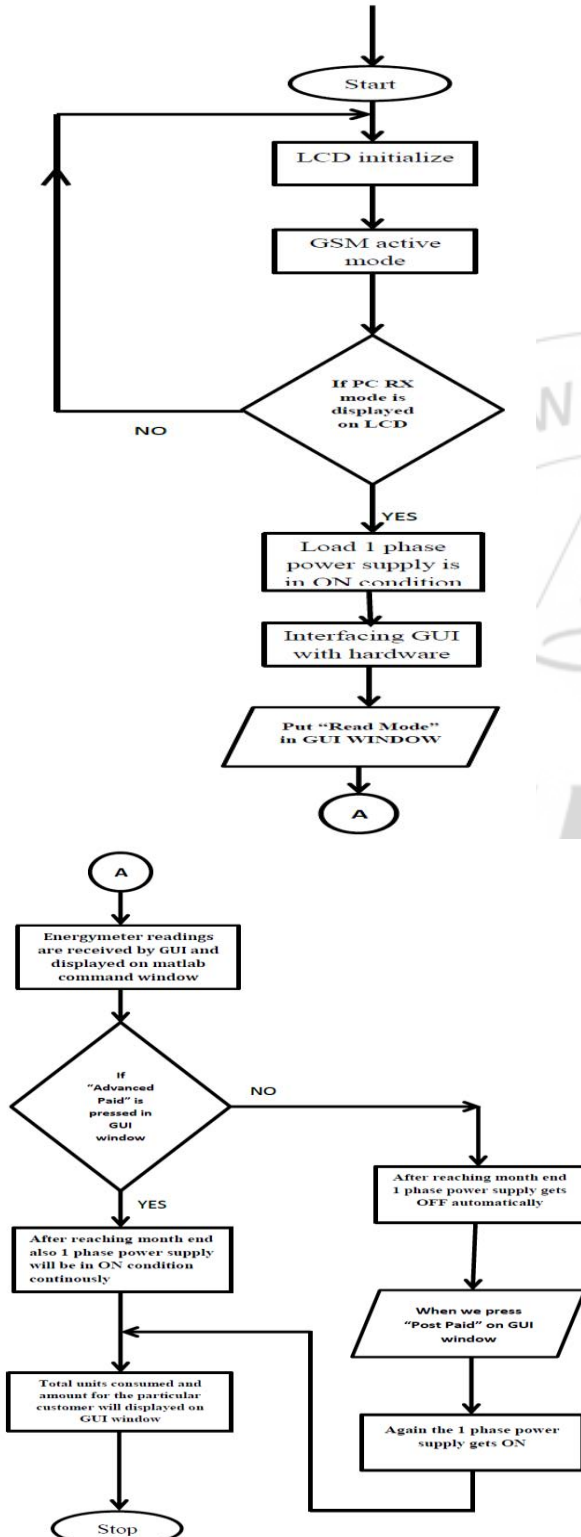 Start
LCD initialize
GSM active
mode
If PC RX
mode is
displayed
on LCD
NO
YES
Load 1 phase
power supply is
in ON condition
Interfacing GUI
with hardware
Put “Read Mode”
in GUI WINDOW
A
A
Energymeter readings
are received by GUI and
displayed on matlab
command window
If
“Advanced
Paid” is
pressed in
GUI
window
NO
YES
After reaching month end
1 phase power supply gets
OFF automatically
After reaching month end
also 1 phase power supply
will be in ON condition
continously
When we press
“Post Paid” on GUI
window
Total units consumed and
amount for the particular
customer will displayed on
GUI window
Again the 1 phase power
supply gets ON
Stop